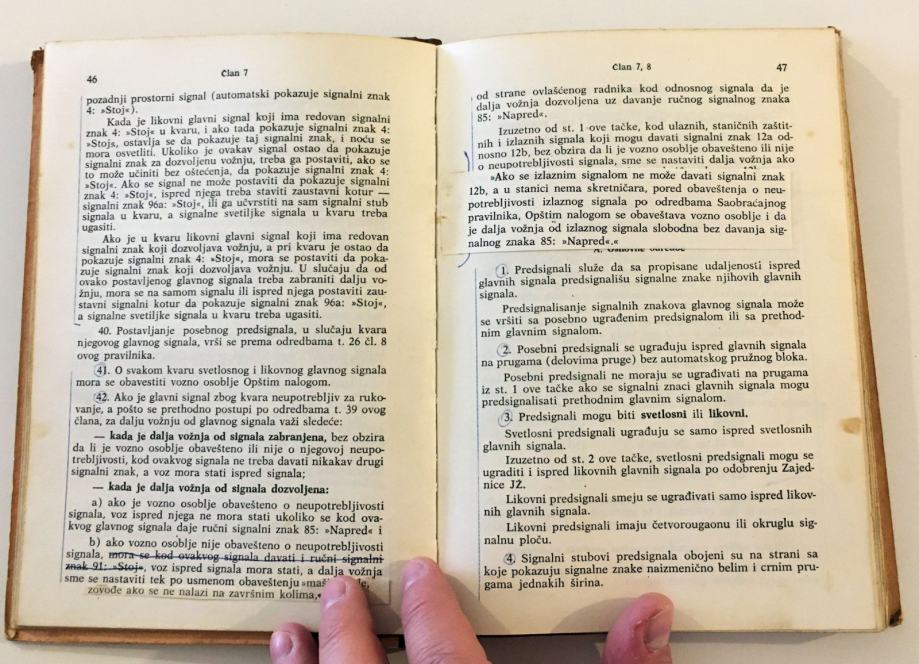 46
Član 7
pozadnji prostorni signal (automatski pokazuje signalni znak
4: »Stoj«).
Kada je likovni glavni signal koji ima redovan signalni
znak 4: »Stoj« u kvaru, i ako tada pokazuje signalni znak 4:
»Stojs, ostavlja se da pokazuje taj signalni znak, i noću se
mora osvetliti. Ukoliko je ovakav signal ostao da pokazuje
signalni znak za dozvoljenu vožnju, treba ga postaviti, ako se
to može učiniti bez oštećenja, da pokazuje signalni znak 4:
»Stoj«. Ako se signal ne može postaviti da pokazuje signalni
znak 4: »Stoj«, ispred njega treba staviti zaustavni kotur —
signalni znak 96a: »Stoj«, ili ga učvrstiti na sam signalni stub
signala u kvaru, a signalne svetiljke signala u kvaru treba
ugasiti.
Ako je u kvaru likovni glavni signal koji ima redovan
signalni znak koji dozvoljava vožnju, a pri kvaru je ostao da
pokazuje signalni znak 4: »Stoj«, mora se postaviti da poka-
zuje signalni znak koji dozvoljava vožnju. U slučaju da od
ovako postavljenog glavnog signala treba zabraniti dalju vo-
žnju, mora se na samom signalu ili ispred njega postaviti zau-
stavni signalni kotur da pokazuje signalni znak 96a: »Stoj«,
a signalne svetiljke signala u kvaru treba ugasiti.
40. Postavljanje posebnog predsignala, u slučaju kvara
njegovog glavnog signala, vrši se prema odredbama t. 26 čl. 8
ovog pravilnika.
41. O svakom kvaru svetlosnog i likovnog glavnog signala
mora se obavestiti vozno osoblje Opštim nalogom.
42. Ako je glavni signal zbog kvara neupotrebljiv za ruko-
vanje, a pošto se prethodno postupi po odredbama t. 39 ovog
člana, za dalju vožnju od glavnog signala važi sledeće:
— kada je dalja vožnja od signala zabranjena, bez obzira
da li je vozno osoblje obavešteno ili nije o njegovoj neupo-
trebljivosti, kod ovakvog signala ne treba davati nikakav drugi
signalni znak, a voz mora stati ispred signala;
— kada je dalja vožnja od signala dozvoljena:
a) ako je vozno osoblje obavešteno o neupotrebljivosti
signala, voz ispred njega ne mora stati ukoliko se kod ova-
kvog glavnog signala daje ručni signalni znak 85: »Napred« i
b) ako vozno osoblje nije obavešteno o neupotrebljivosti
signala, mora se kod ovakvog signala davati i ručni signalni
znak 91: »Stoj«, voz ispred signala mora stati, a dalja vožnja
sme se nastaviti tek po usmenom obaveštenju
zovođe ako se ne nalazi na završnim kolima,
Član 7, 8
47
od strane ovlašćenog radnika kod odnosnog signala da je
dalja vožnja dozvoljena uz davanje ručnog signalnog znaka
85: »Napred«.
Izuzetno od st. 1 ove tačke, kod ulaznih, staničnih zaštit-
nih i izlaznih signala koji mogu davati signalni znak 12a od-
nosno 12b, bez obzira da li je vozno osoblje obavešteno ili nije
o neupotrebljivosti signala, sme se nastaviti dalja vožnja ako
»Ako se izlaznim signalom ne može davati signalni znak
12b, a u stanici nema skretničara, pored obaveštenja o neu-
potrebljivosti izlaznog signala po odredbama Saobraćajnog
pravilnika, Opštim nalogom se obaveštava vozno osoblje i da
je dalja vožnja od izlaznog signala slobodna bez davanja sig-
nalnog znaka 85: »Napred«.«
A. Osnovne odredbe
1. Predsignali služe da sa propisane udaljenosti ispred
glavnih signala predsignališu signalne znake njihovih glavnih
signala.
Predsignalisanje signalnih znakova glavnog signala može
se vršiti sa posebno ugrađenim predsignalom ili sa prethod-
nim glavnim signalom.
2. Posebni predsignali se ugrađuju ispred glavnih signala
na prugama (delovima pruge) bez automatskog pružnog bloka.
Posebni predsignali ne moraju se ugrađivati na prugama
iz st. 1 ove tačke ako se signalni znaci glavnih signala mogu
predsignalisati prethodnim glavnim signalom.
3. Predsignali mogu biti svetlosni ili likovni.
Svetlosni predsignali ugrađuju se samo ispred svetlosnih
glavnih signala.
Izuzetno od st. 2 ove tačke, svetlosni predsignali mogu se
ugraditi i ispred likovnih glavnih signala po odobrenju Zajed-
nice JŽ.
Likovni predsignali smeju se ugrađivati samo ispred likov-
nih glavnih signala.
Likovni predsignali imaju četvorougaonu ili okruglu sig-
nalnu ploču.
4. Signalni stubovi predsignala obojeni su na strani sa
koje pokazuju signalne znake naizmenično belim i crnim pru-
gama jednakih širina.